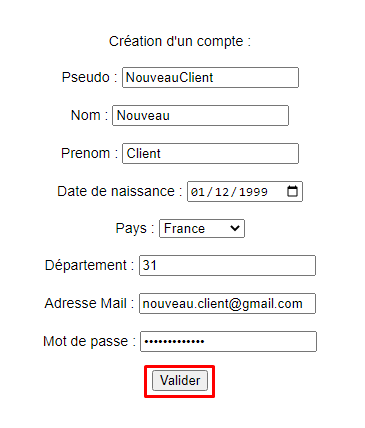 Création d'un compte :
Pseudo : NouveauClient
Nom : Nouveau
Prenom : Client
Date de naissance : 01/12/1999
Pays : France
Département : 31
Adresse Mail : nouveau.client@gmail.com
Mot de passe : •••••••••••••
Valider